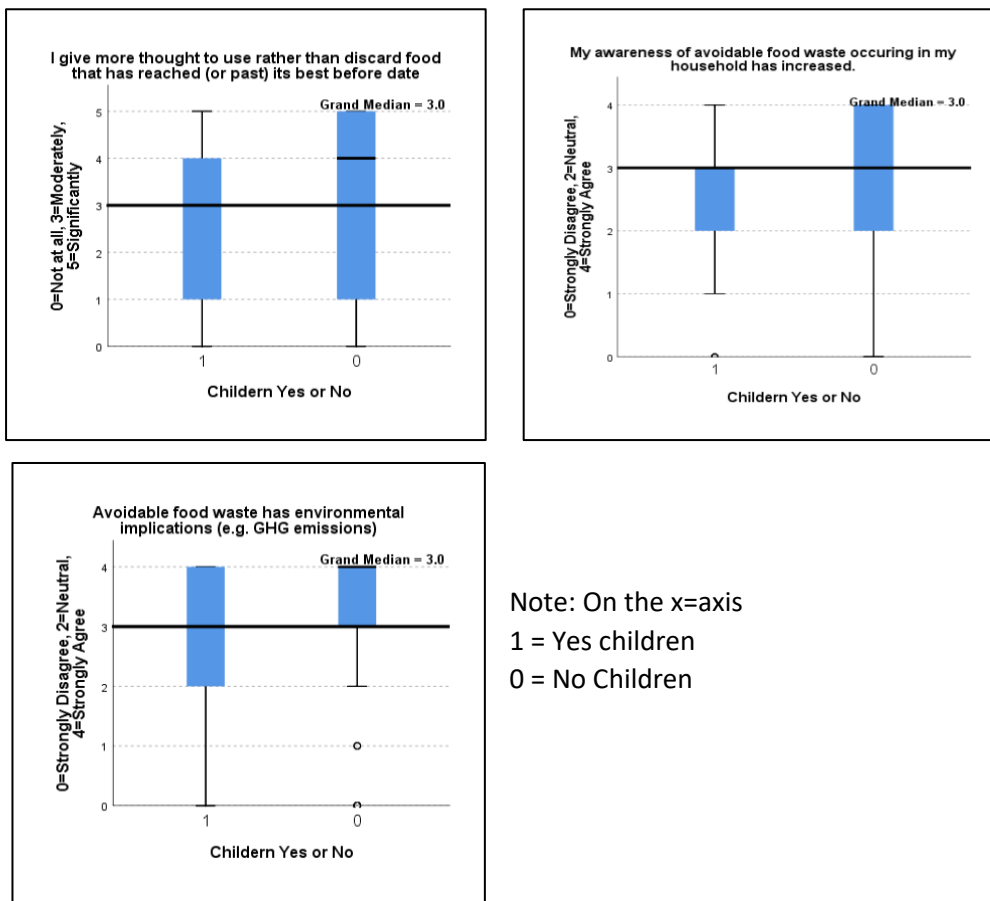 I give more thought to use rather than discard food
that has reached (or past) its best before date
Grand Median = 3.0
0=Not at all, 3=Moderately,
5=Significantly
5
4
3
2
1
0
1 0
Childern Yes or No
My awareness of avoidable food waste occuring in my
household has increased.
Grand Median = 3.0
0=Strongly Disagree, 2=Neutral,
4=Strongly Agree
4
3
2
1
0
1 0
Childern Yes or No
Avoidable food waste has environmental
implications (e.g. GHG emissions)
Grand Median = 3.0
0=Strongly Disagree, 2=Neutral,
4=Strongly Agree
4
3
2
1
0
1 0
Childern Yes or No
Note: On the x=axis
1 = Yes children
0 = No Children